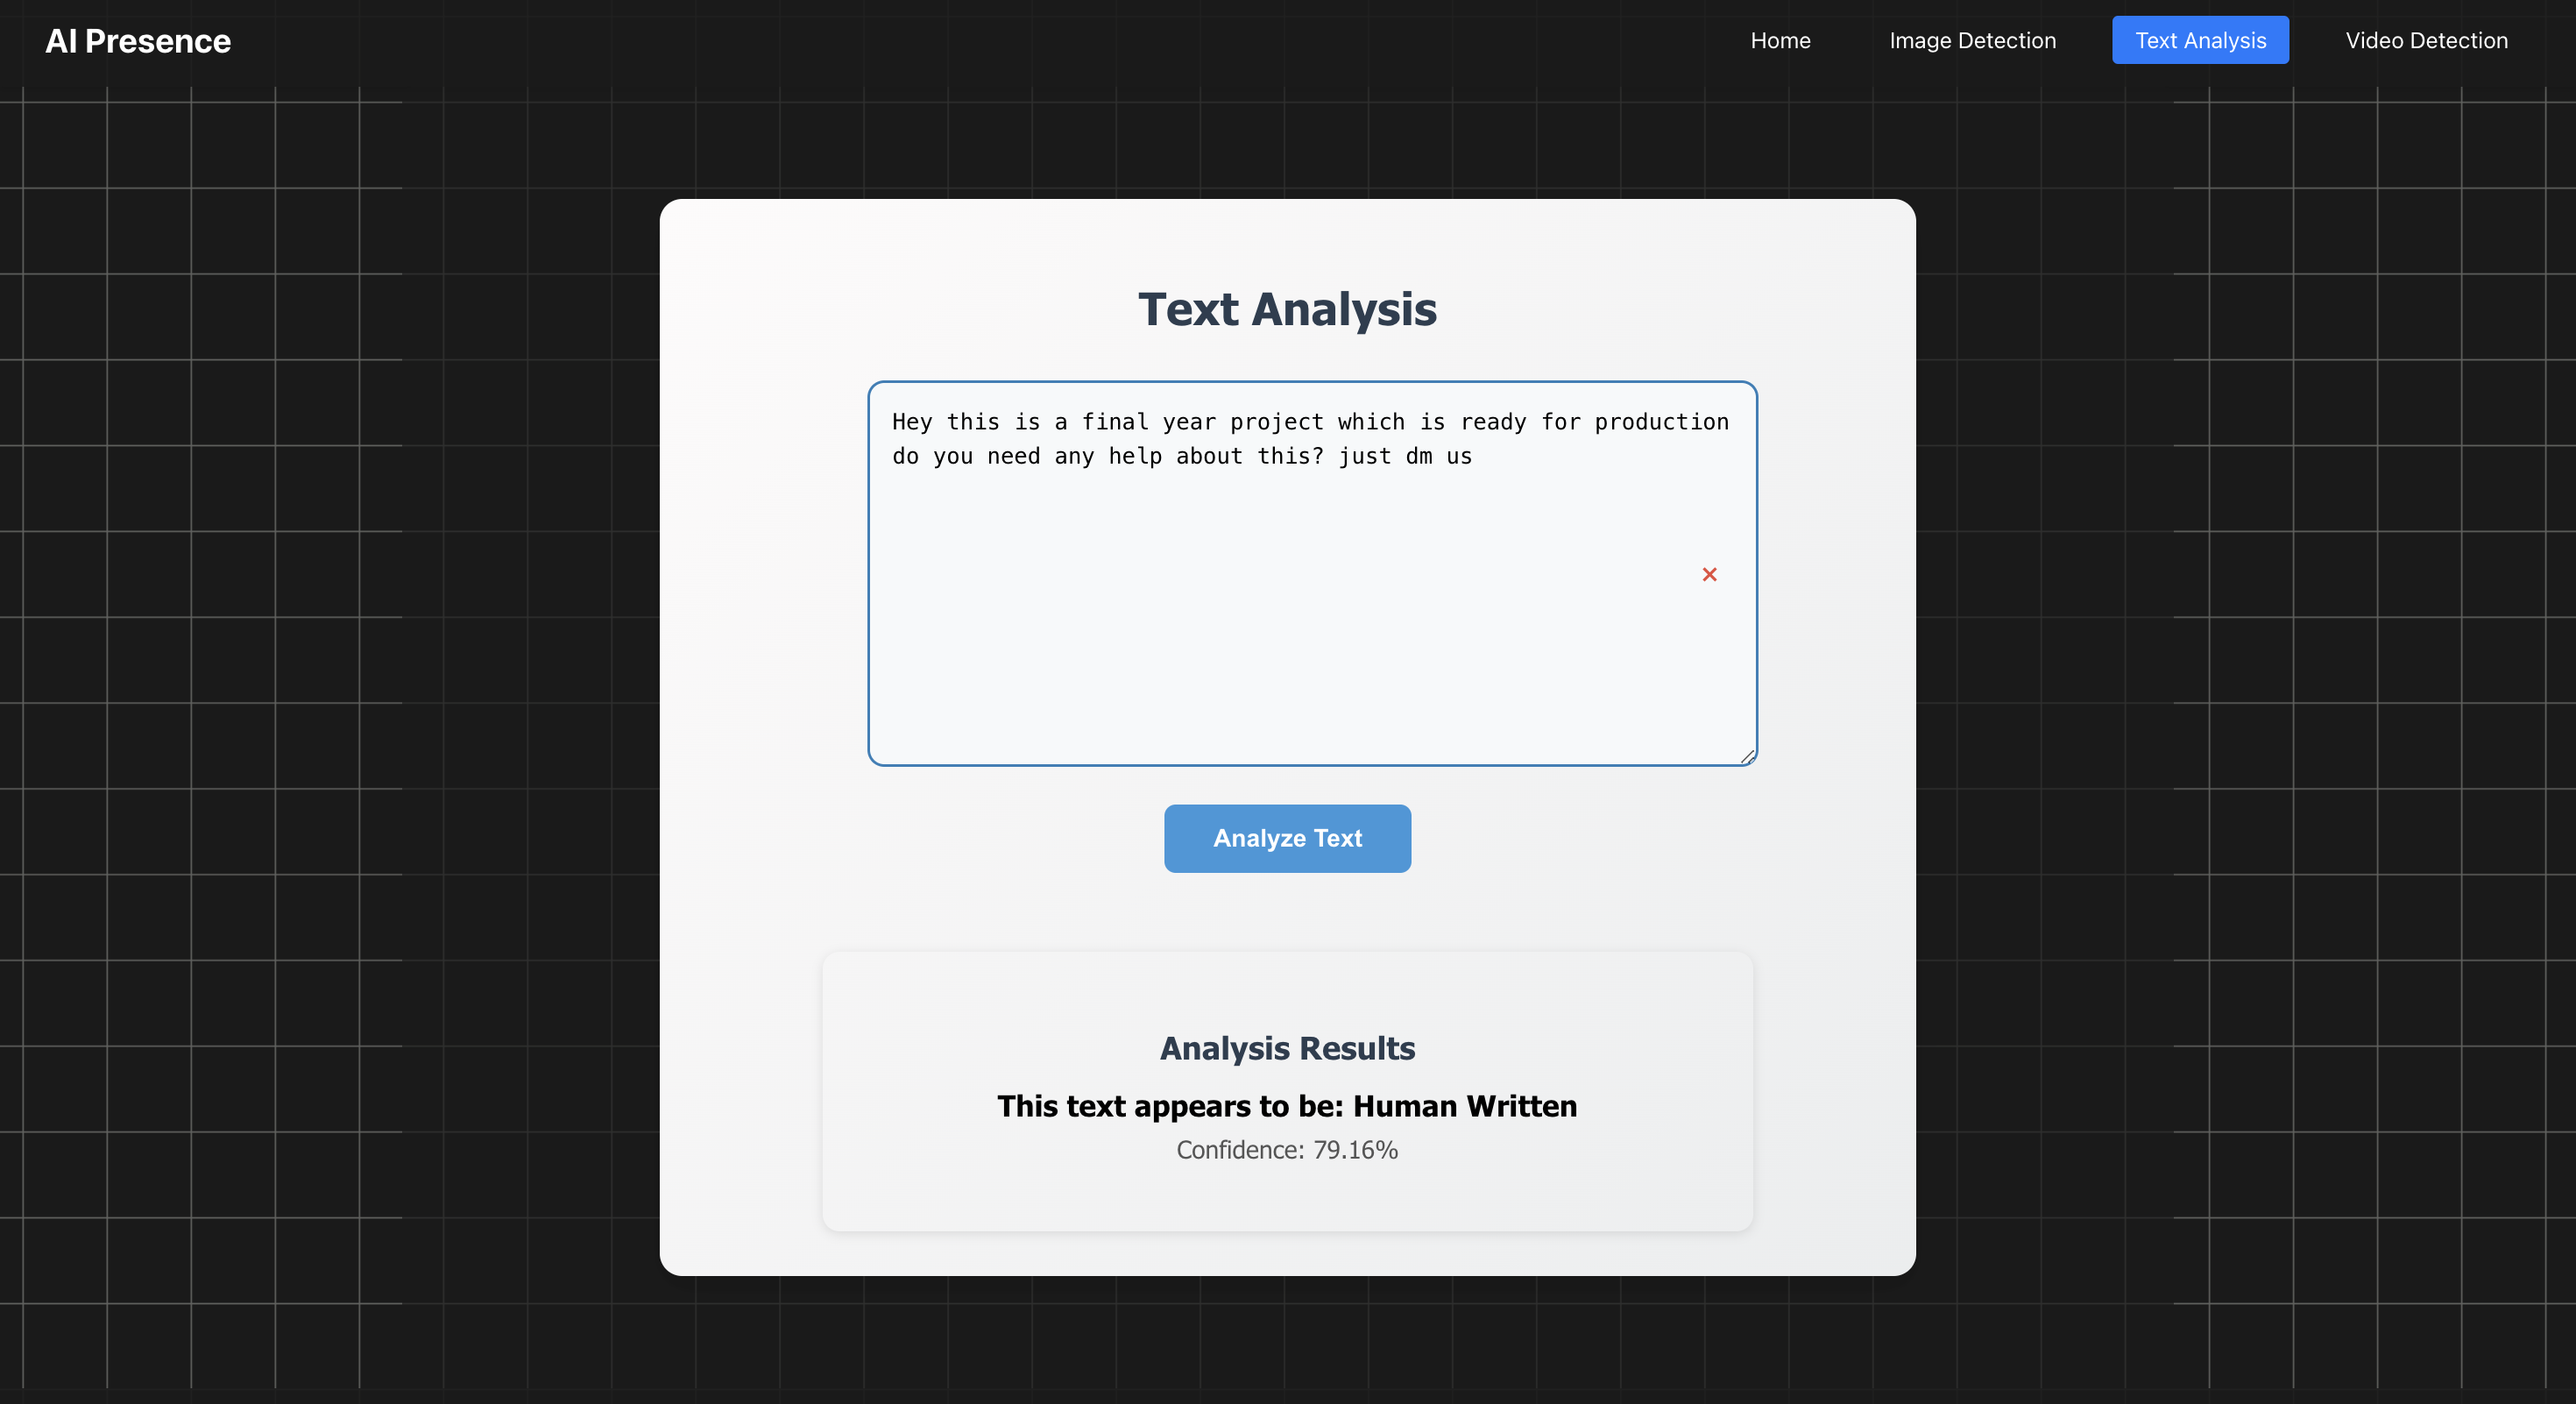 AI Presence
Home
Image Detection
Text Analysis
Video Detection
Text Analysis
Hey this is a final year project which is ready for production
do you need any help about this? just dm us
×
Analyze Text
Analysis Results
This text appears to be: Human Written
Confidence: 79.16%